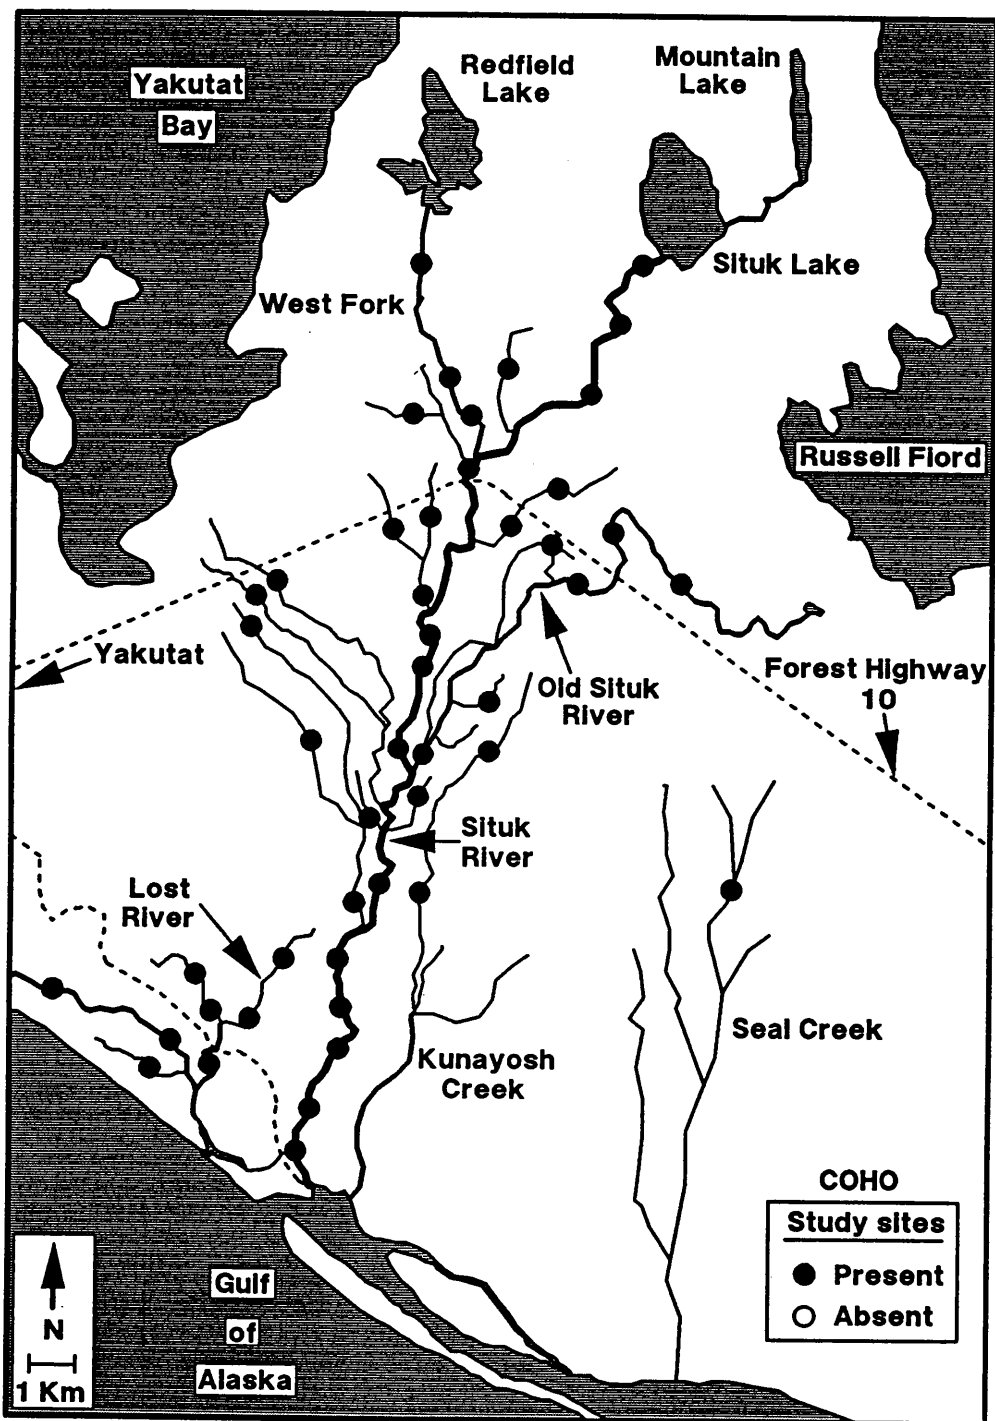 Yakutat
Bay
Redfield
Lake
Mountain
Lake
Situk Lake
West Fork
Russell Fiord
Yakutat
Old Situk
River
Forest Highway
10
Situk
River
Lost
River
Seal Creek
Kunayosh
Creek
COHO
Study sites
Present
Absent
N
1 Km
Gulf
of
Alaska